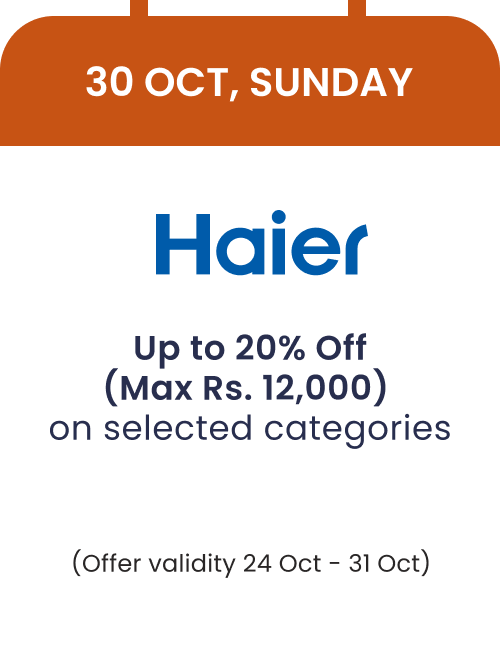 30 OCT, SUNDAY
Haier
Up to 20% Off
(Max Rs. 12,000)
on selected categories
(Offer validity 24 Oct - 31 Oct)